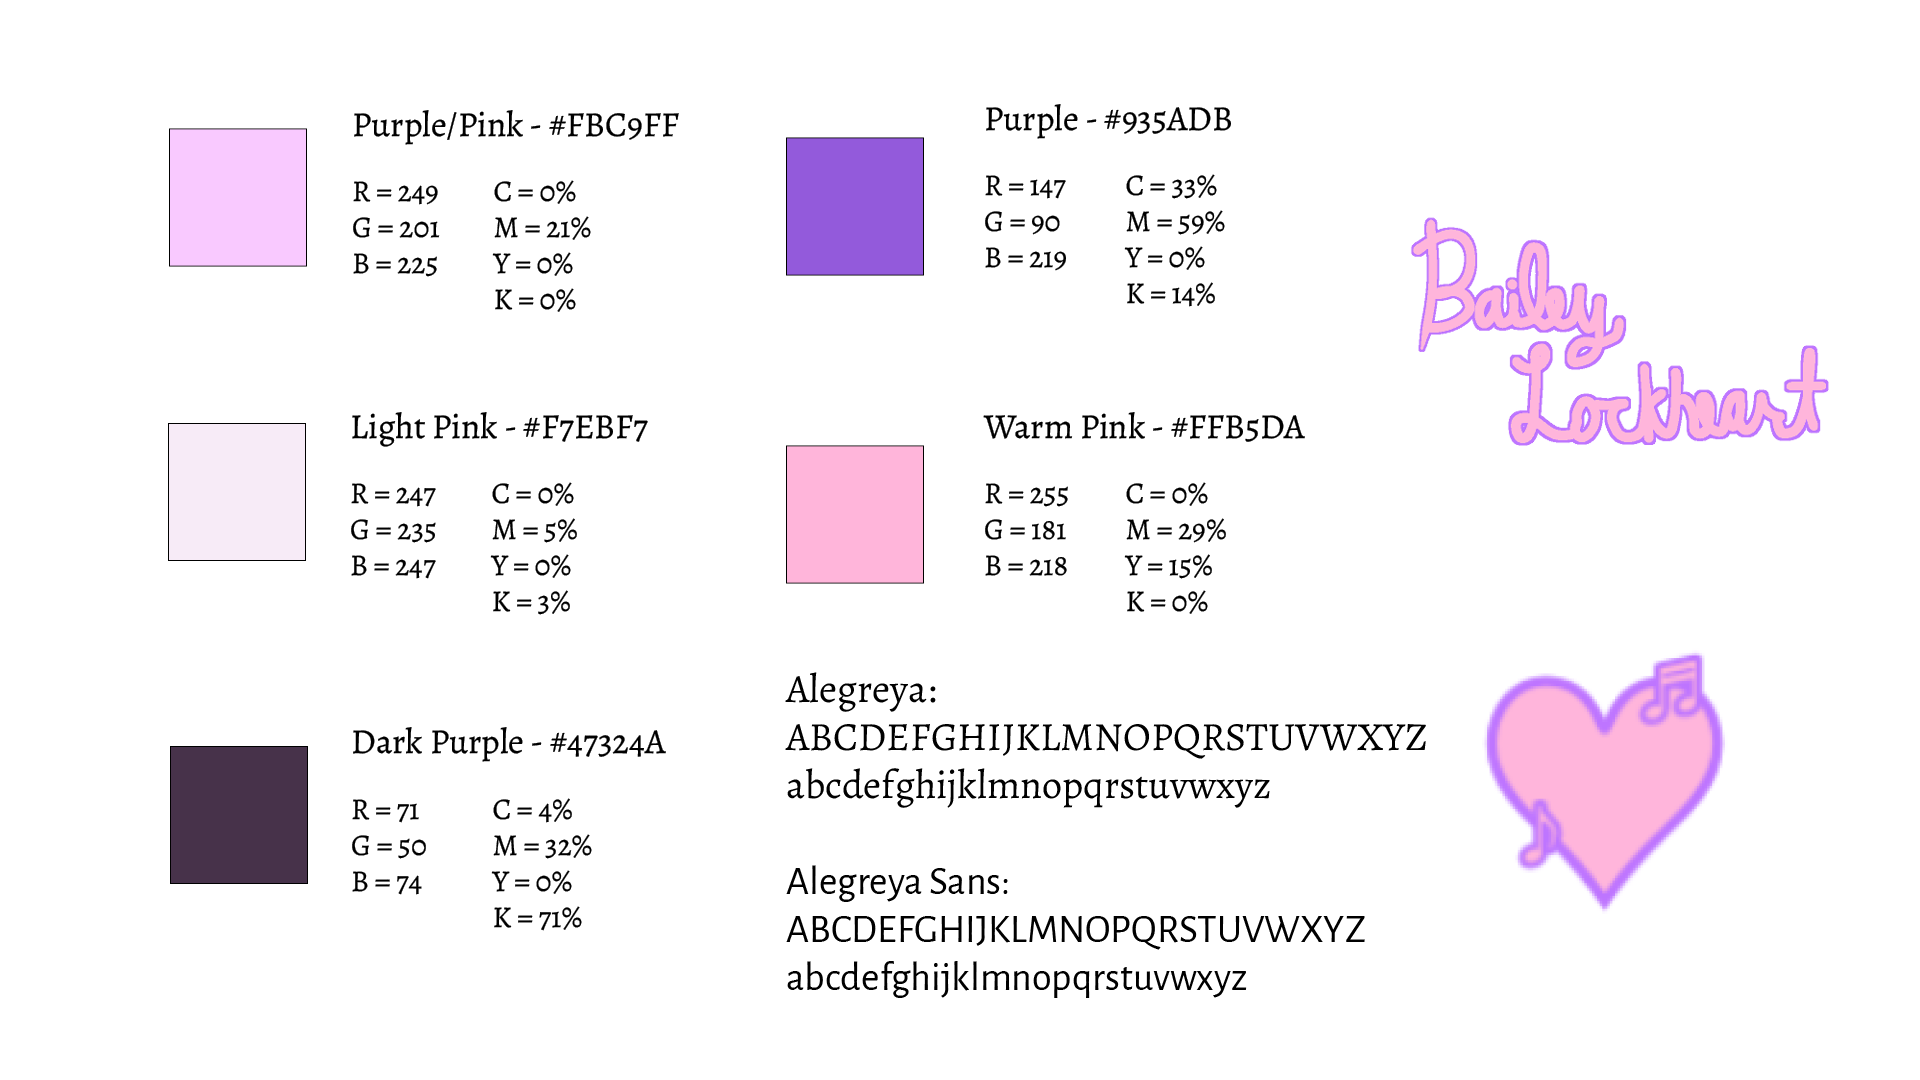 Purple/Pink - #FBC9FF
R = 249 C = 0%
G = 201 M = 21%
B = 225 Y = 0%
K = 0%
Purple - #935ADB
R = 147 C = 33%
G = 90 M = 59%
B = 219 Y = 0%
K = 14%
Bailey
Lockheart
Light Pink - #F7EBF7
R = 247 C = 0%
G = 235 M = 5%
B = 247 Y = 0%
K = 3%
Warm Pink - #FFB5DA
R = 255 C = 0%
G = 181 M = 29%
B = 218 Y = 15%
K = 0%
Dark Purple - #47324A
R = 71 C = 4%
G = 50 M = 32%
B = 74 Y = 0%
K = 71%
Alegreya:
ABCDEFGHIJKLMNOPQRSTUVWXYZ
abcdefghijklmnopqrstuvwxyz
Alegreya Sans:
ABCDEFGHIJKLMNOPQRSTUVWXYZ
abcdefghijklmnopqrstuvwxyz